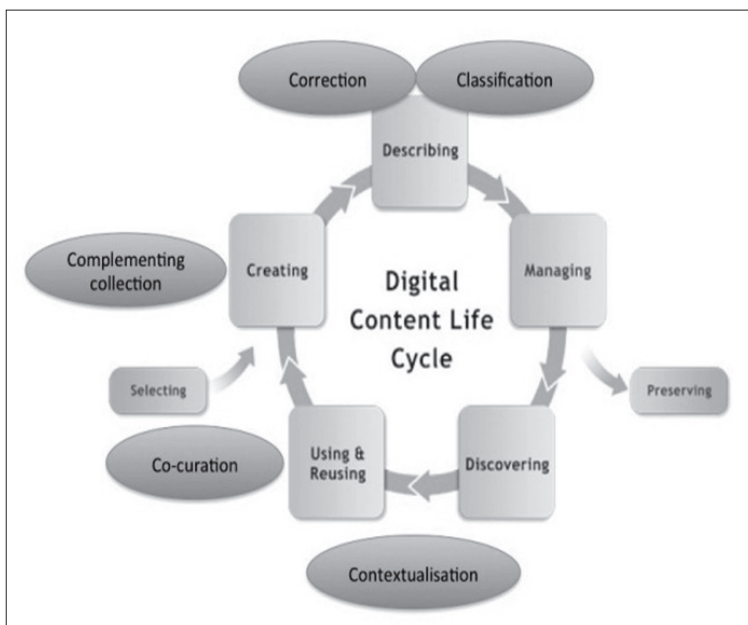 Correction
Classification
Describing
Complementing
collection
Creating
Managing
Digital
Content Life
Cycle
Selecting
Preserving
Co-curation
Using &
Reusing
Discovering
Contextualisation